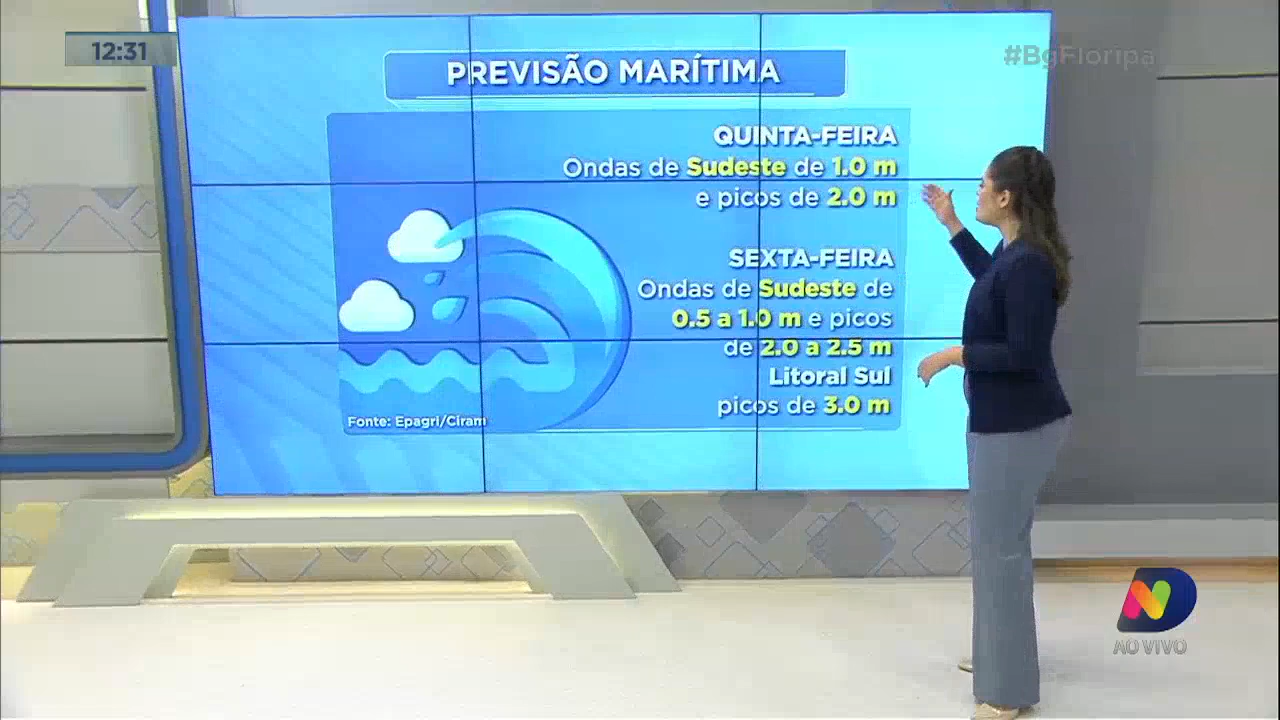 12:31
#BgFloripa
PREVISÃO MARÍTIMA
QUINTA-FEIRA
Ondas de Sudeste de 1.0 m
e picos de 2.0 m
SEXTA-FEIRA
Ondas de Sudeste de
0.5 a 1.0 m e picos
de 2.0 a 2.5 m
Litoral Sul
picos de 3.0 m
Fonte: Epagri/Ciram
N
AO VIVO